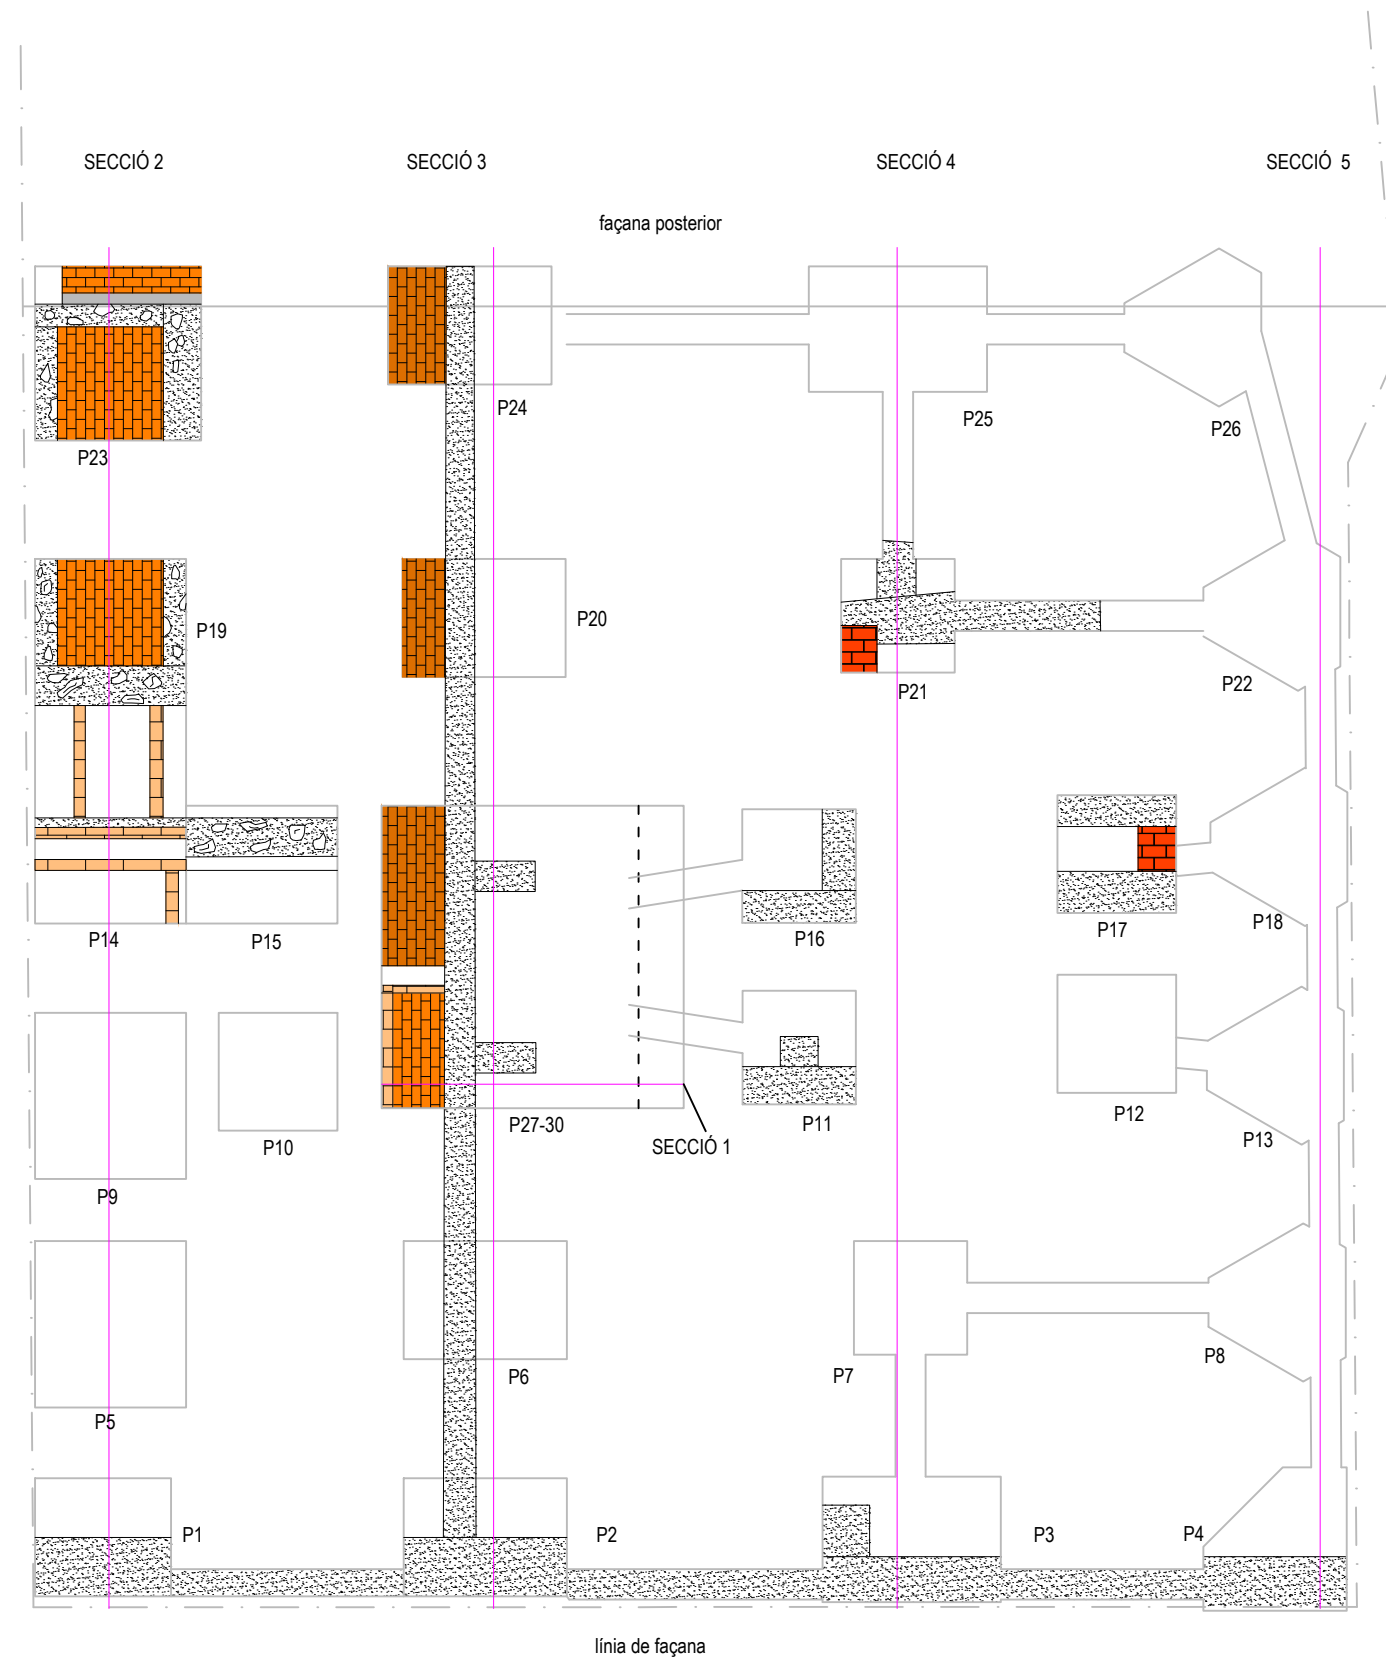 SECCIÓ 2
SECCIÓ 3
SECCIÓ 4
SECCIÓ 5
façana posterior
P24
P25
P26
P23
P19
P20
P21
P22
P14
P15
P16
P17
P18
P27-30
P11
P12
P13
P10
SECCIÓ 1
P9
P6
P7
P8
P5
P1
P2
P3
P4
línia de façana